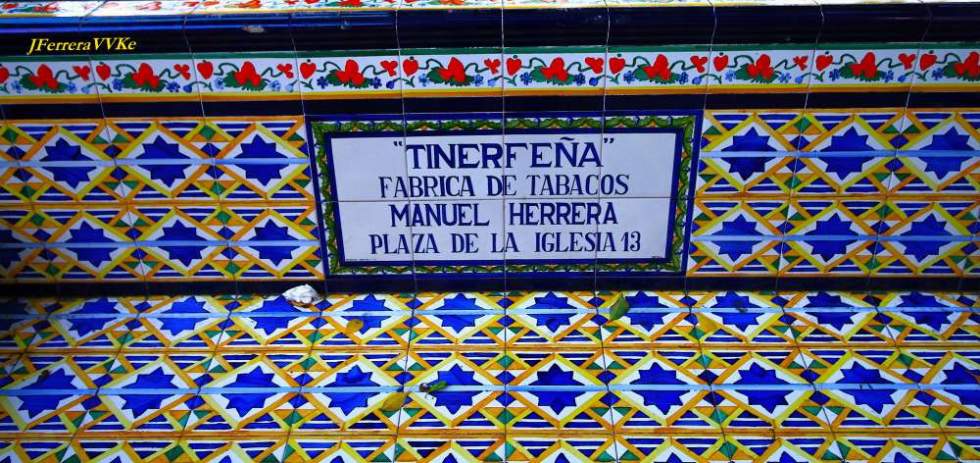 JFerreraVVKe
"TINERFEÑA"
FABRICA DE TABACOS
MANUEL HERRERA
PLAZA DE LA IGLESIA 13